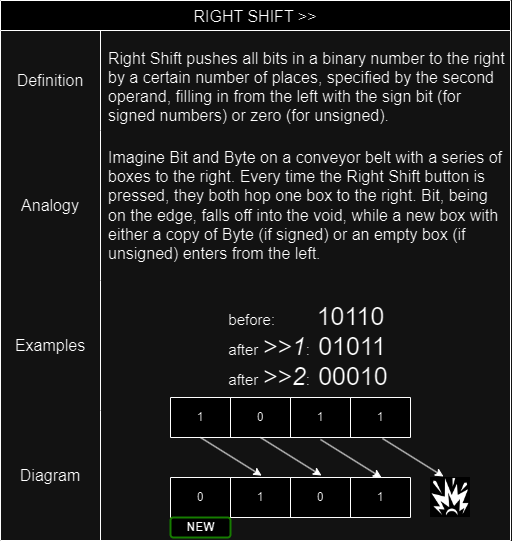 RIGHT SHIFT >>
Definition
Right Shift pushes all bits in a binary number to the right
by a certain number of places, specified by the second
operand, filling in from the left with the sign bit (for
signed numbers) or zero (for unsigned).
Analogy
Imagine Bit and Byte on a conveyor belt with a series of
boxes to the right. Every time the Right Shift button is
pressed, they both hop one box to the right. Bit, being
on the edge, falls off into the void, while a new box with
either a copy of Byte (if signed) or an empty box (if
unsigned) enters from the left.
Examples
before: 10110
after >>1: 01011
after >>2: 00010
Diagram
1 0 1 1
0 1 0 1
NEW